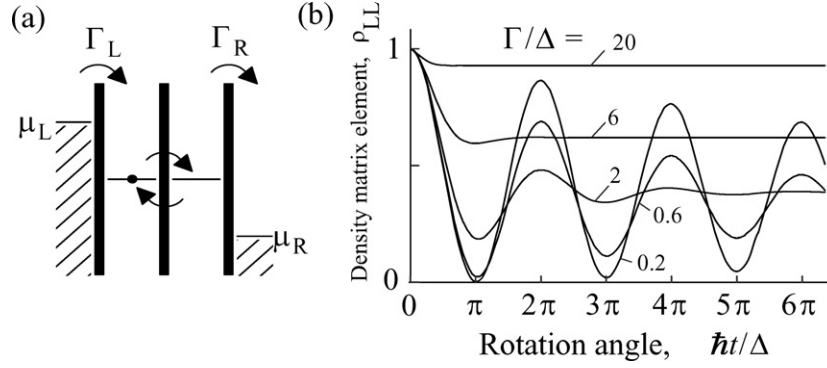 (a)
Γ_L
Γ_R
μ_L
μ_R
(b)
Density matrix element, ρ_LL
1
0
Γ/Δ =
20
6
2
0.6
0.2
0 π 2π 3π 4π 5π 6π
Rotation angle, ℏt/Δ